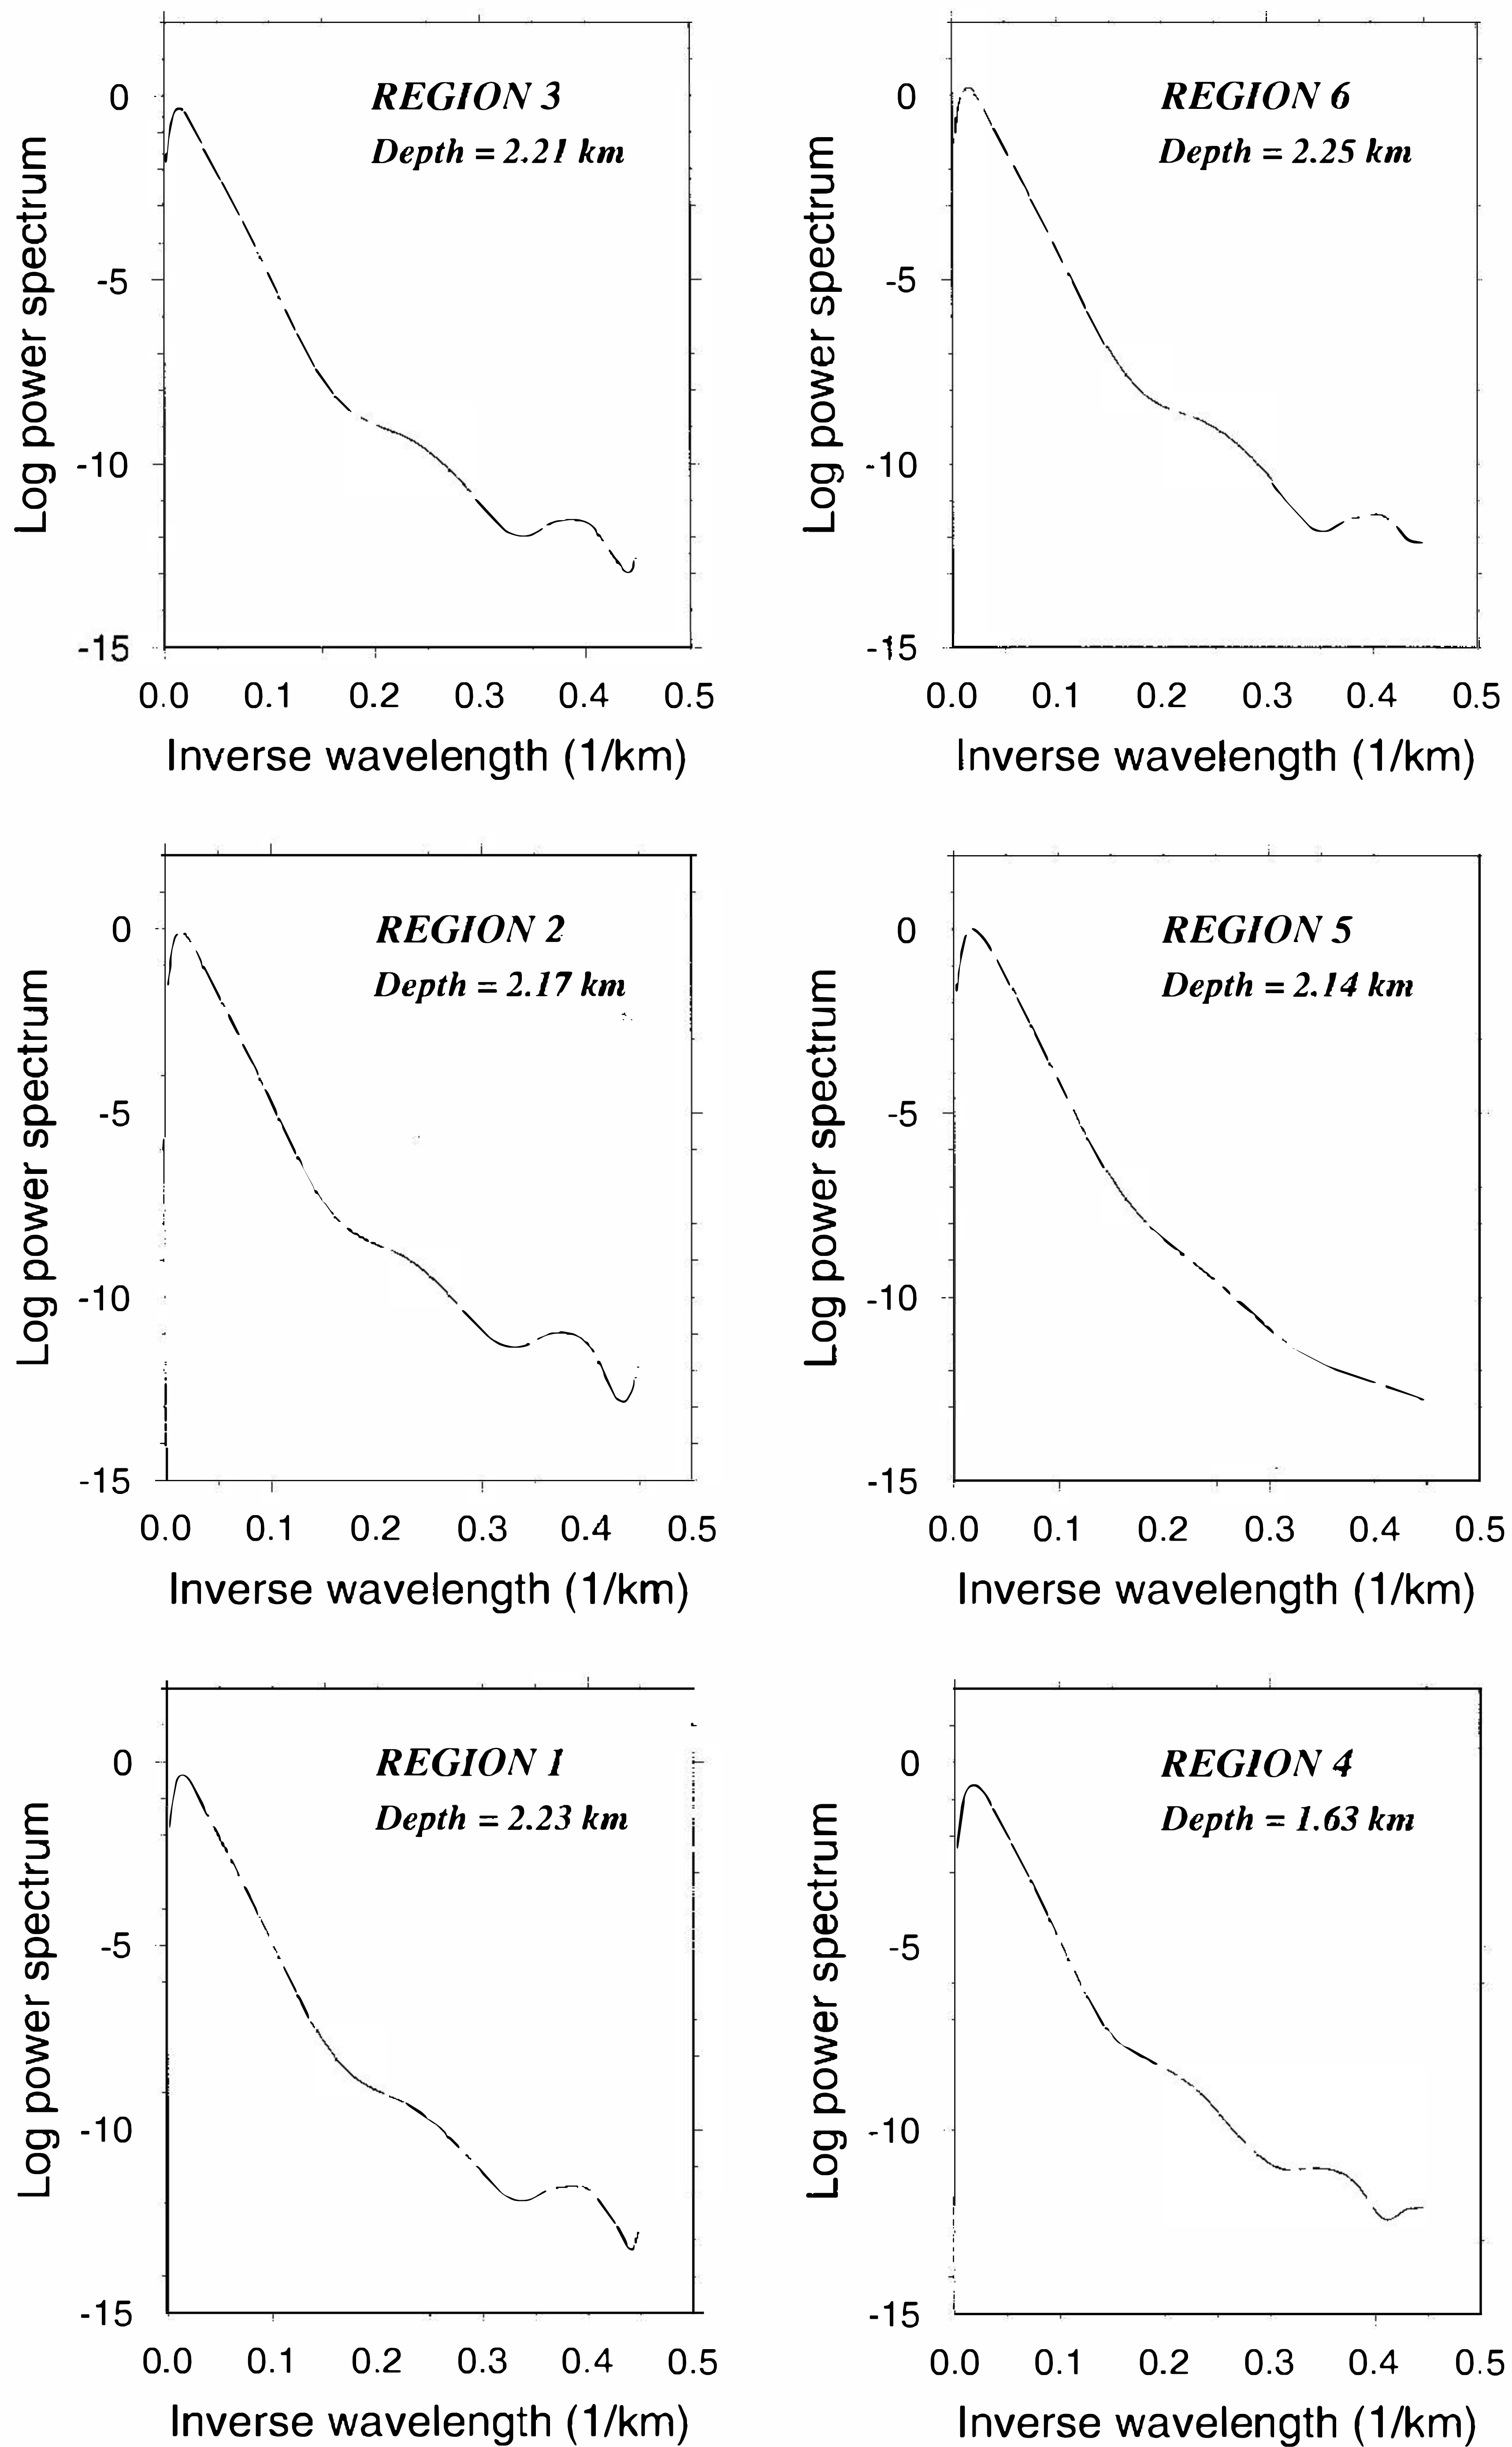 REGION 3
Depth = 2.21 km
Log power spectrum
0
-5
-10
-15
0.0 0.1 0.2 0.3 0.4 0.5
Inverse wavelength (1/km)
REGION 6
Depth = 2.25 km
Log power spectrum
0
-5
-10
-15
0.0 0.1 0.2 0.3 0.4 0.5
Inverse wavelength (1/km)
REGION 2
Depth = 2.17 km
Log power spectrum
0
-5
-10
-15
0.0 0.1 0.2 0.3 0.4 0.5
Inverse wavelength (1/km)
REGION 5
Depth = 2.14 km
Log power spectrum
0
-5
-10
-15
0.0 0.1 0.2 0.3 0.4 0.5
Inverse wavelength (1/km)
REGION 1
Depth = 2.23 km
Log power spectrum
0
-5
-10
-15
0.0 0.1 0.2 0.3 0.4 0.5
Inverse wavelength (1/km)
REGION 4
Depth = 1.63 km
Log power spectrum
0
-5
-10
-15
0.0 0.1 0.2 0.3 0.4 0.5
Inverse wavelength (1/km)